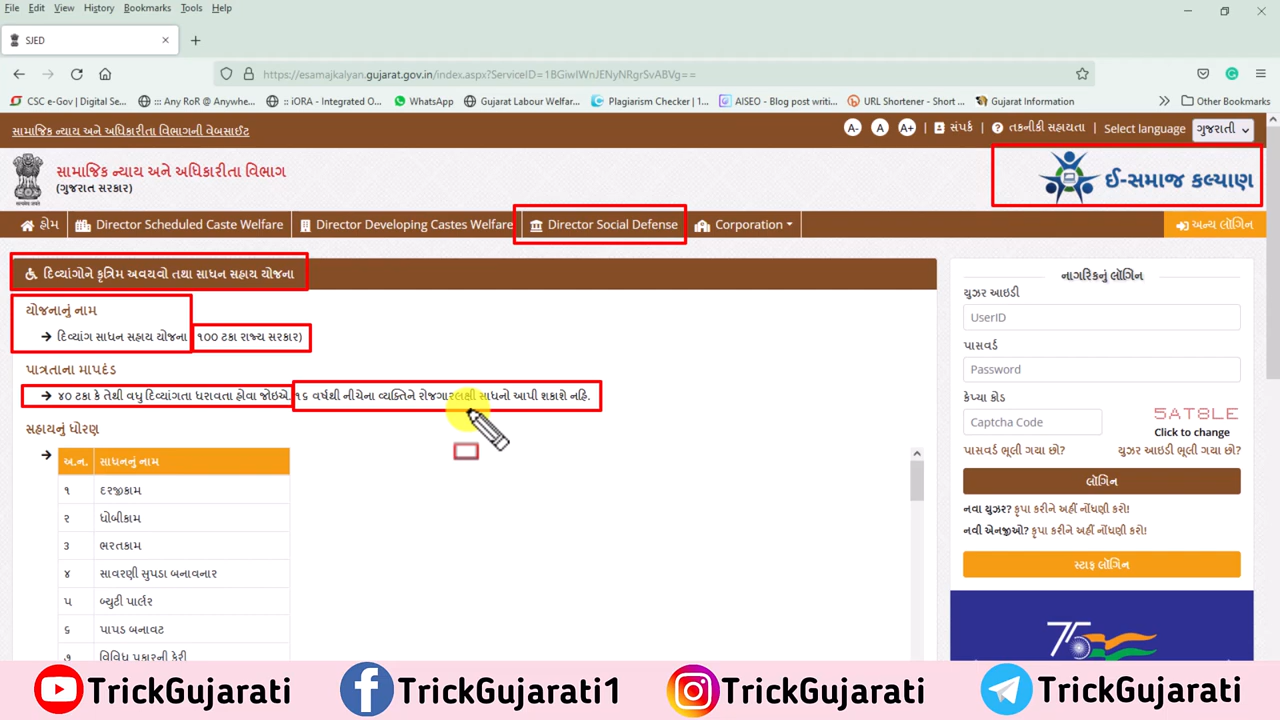 File Edit View History Bookmarks Tools Help
SJED
https://esamajkalyan.gujarat.gov.in/index.aspx?ServiceID=1BGiwIWnJENyNRgrSvABVg==
CSC e-Gov | Digital Se... ::: Any RoR @ Anywhe... :: iORA - Integrated O... WhatsApp Gujarat Labour Welfar... Plagiarism Checker | 1... AISEO - Blog post writi... URL Shortener - Short ... Gujarat Information Other Bookmarks
સામાજિક ન્યાય અને અધિકારીતા વિભાગની વેબસાઈટ
A- A A+ | સંપર્ક | તકનીકી સહાયતા | Select language ગુજરાતી
સામાજિક ન્યાય અને અધિકારીતા વિભાગ
(ગુજરાત સરકાર)
ઈ-સમાજ કલ્યાણ
હોમ Director Scheduled Caste Welfare Director Developing Castes Welfare Director Social Defense Corporation અન્ય લૉગિન
દિવ્યાંગોને કૃત્રિમ અવયવો તથા સાધન સહાય યોજના
યોજનાનું નામ
દિવ્યાંગ સાધન સહાય યોજના ૧૦૦ ટકા રાજ્ય સરકાર)
પાત્રતાના માપદંડ
૪૦ ટકા કે તેથી વધુ દિવ્યાંગતા ધરાવતા હોવા જોઇએ. ૧૬ વર્ષથી નીચેના વ્યક્તિને રોજગારલક્ષી સાધનો આપી શકાશે નહિ.
સહાયનું ધોરણ
અ.ન. સાધનનું નામ
૧ દરજીકામ
૨ ધોબીકામ
૩ ભરતકામ
૪ સાવરણી સુપડા બનાવનાર
૫ બ્યુટી પાર્લર
૬ પાપડ બનાવટ
૭ વિવિધ પ્રકારની ફેરી
નાગરિકનું લૉગિન
યુઝર આઇડી
UserID
પાસવર્ડ
Password
કેપ્ચા કોડ
Captcha Code
5AT8LE
Click to change
પાસવર્ડ ભૂલી ગયા છો? યુઝર આઇડી ભૂલી ગયા છો?
લૉગિન
નવા યુઝર? કૃપા કરીને અહીં નોંધણી કરો!
નવી એનજીઓ? કૃપા કરીને અહીં નોંધણી કરો!
સ્ટાફ લૉગિન
75
TrickGujarati TrickGujarati1 TrickGujarati TrickGujarati